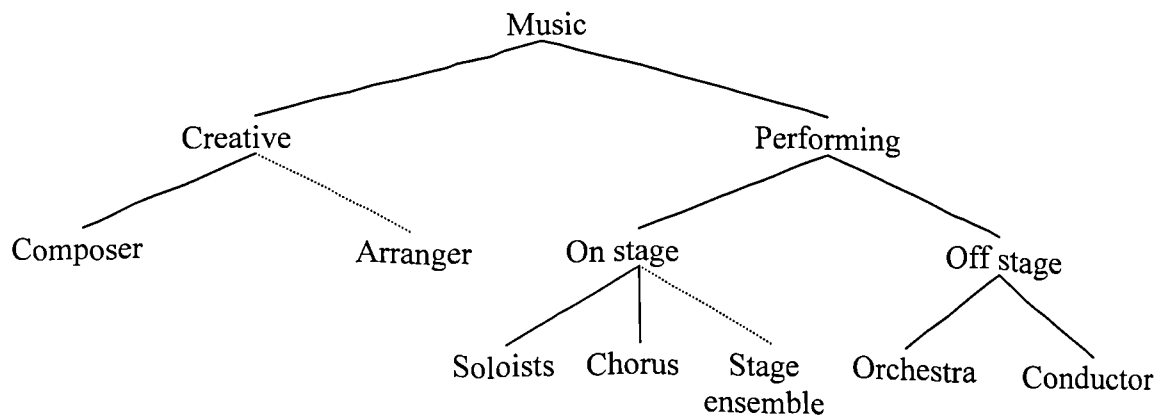 Music
Creative
Performing
Composer
Arranger
On stage
Off stage
Soloists
Chorus
Stage
ensemble
Orchestra
Conductor